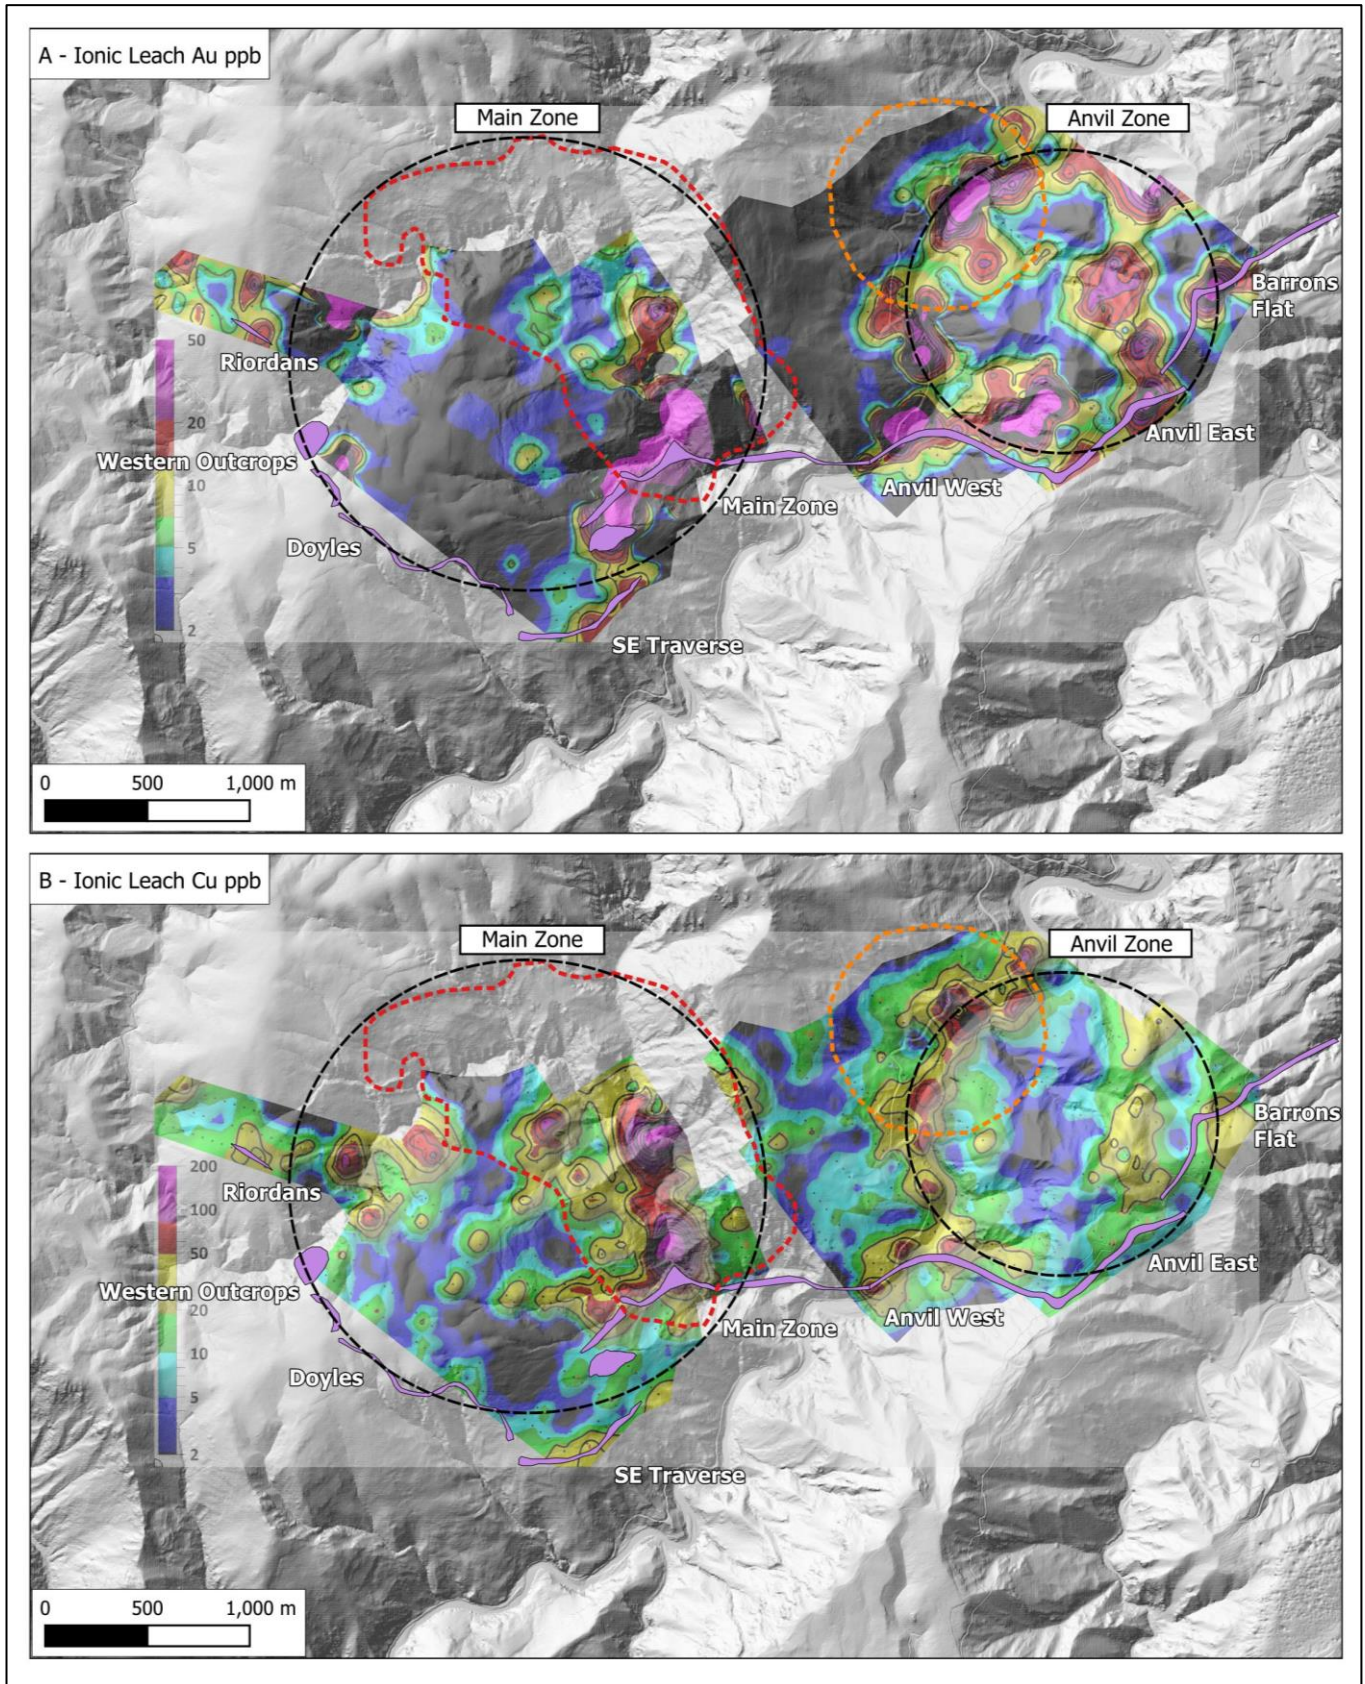 A - Ionic Leach Au ppb
Main Zone
Anvil Zone
Barrons
Flat
Riordans
50
20
10
5
2
Western Outcrops
Anvil East
Anvil West
Main Zone
Doyles
SE Traverse
0 500 1,000 m
B - Ionic Leach Cu ppb
Main Zone
Anvil Zone
Barrons
Flat
Riordans
200
100
50
20
10
5
2
Western Outcrops
Anvil East
Anvil West
Main Zone
Doyles
SE Traverse
0 500 1,000 m